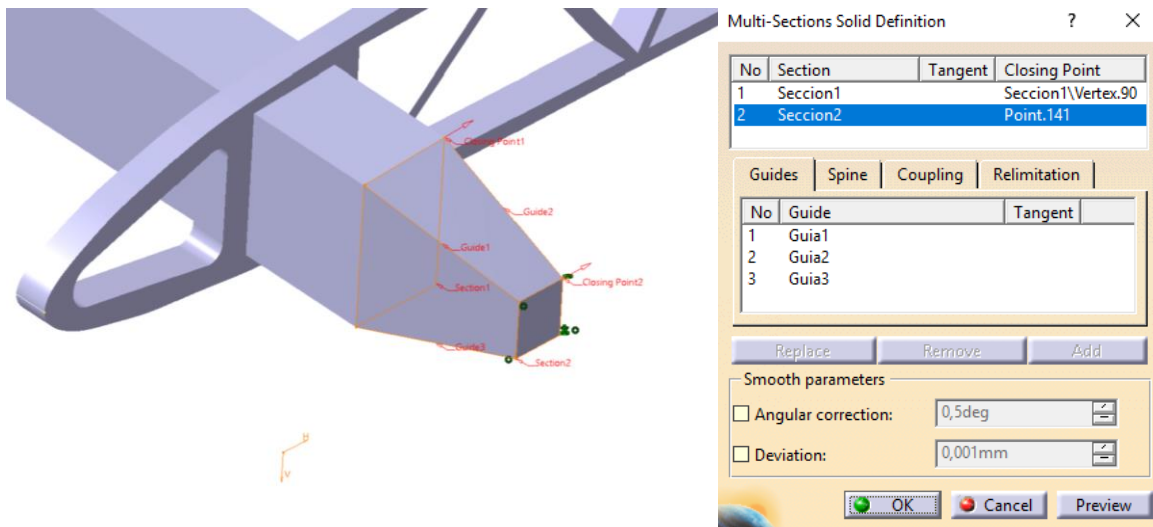 Closing Point1
Guide2
Guide1
Section1
Closing Point2
Guide3
Section2
H
V
Multi-Sections Solid Definition
?
No Section Tangent Closing Point
1 Seccion1 Seccion1\Vertex.90
2 Seccion2 Point.141
Guides Spine Coupling Relimitation
No Guide Tangent
1 Guia1
2 Guia2
3 Guia3
Replace Remove Add
Smooth parameters
Angular correction: 0,5deg
Deviation: 0,001mm
OK Cancel Preview